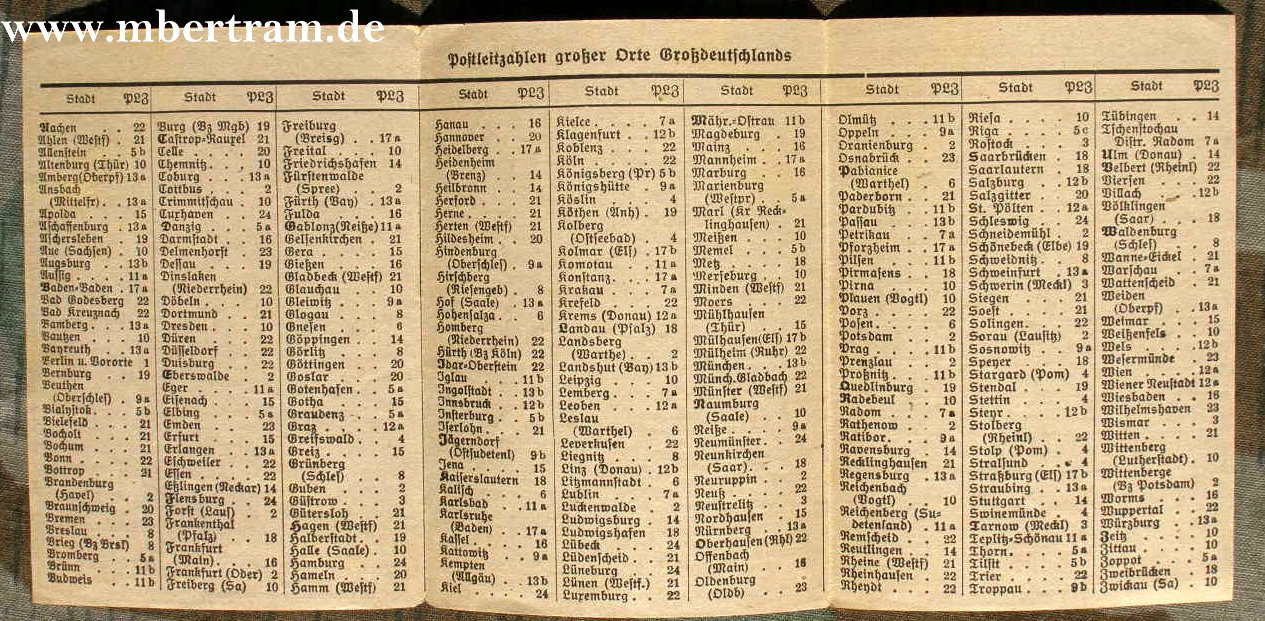 www.mbertram.de
Postleitzahlen großer Orte Großdeutschlands
Stadt PLZ
Aachen . . 22
Ahlen (Westf) 21
Allenstein . 5b
Altenburg (Thür) 10
Amberg (Oberpf) 13a
Ansbach
(Mittelfr). . 13a
Apolda . . . 15
Aschaffenburg . 13a
Aschersleben . 19
Aue (Sachsen) . 10
Augsburg . . 13b
Aussig . . . 11a
Baden-Baden . 17a
Bad Godesberg 22
Bad Kreuznach 22
Bamberg. . . 13a
Bautzen . . . 10
Bayreuth . . 13a
Berlin u. Vororte 1
Bernburg . . 19
Beuthen
(Oberschles) . 9a
Bialystok. . . 5b
Bielefeld . . 21
Bocholt . . . 21
Bochum . . . 21
Bonn . . . . 22
Bottrop . . . 21
Brandenburg
(Havel) . . 2
Braunschweig . 20
Bremen . . . 23
Breslau . . . 8
Brieg (Bz Brsl) 8
Bromberg . . 5a
Brünn . . . 11b
Budweis . . . 11b
Stadt PLZ
Burg (Bz Mgb) 19
Castrop-Rauxel 21
Celle . . . . 20
Chemnitz. . . 10
Coburg . . . 13a
Cottbus . . . 2
Crimmitschau . 10
Cuxhaven . . 24
Danzig . . . 5a
Darmstadt . . 16
Delmenhorst . 23
Dessau . . . 19
Dinslaken
(Niederrhein) 22
Döbeln. . . . 10
Dortmund . . 21
Dresden . . . 10
Düren . . . 22
Düsseldorf . . 22
Duisburg . . 22
Eberswalde . . 2
Eger . . . . 11a
Eisenach . . . 15
Elbing . . . 5a
Emden . . . 23
Erfurt . . . 15
Erlangen . . 13a
Eschweiler . . 22
Essen . . . . 22
Eßlingen (Neckar) 14
Flensburg . . 24
Forst (Laus) . 2
Frankenthal
(Pfalz) . . . 18
Frankfurt
(Main). . . 16
Frankfurt (Oder) 2
Freiberg (Sa) 10
Stadt PLZ
Freiburg
(Breisg) . . 17a
Freital . . . 10
Friedrichshafen 14
Fürstenwalde
(Spree) . . 2
Fürth (Bay) . 13a
Fulda . . . 16
Gablonz (Neiße) 11a
Gelsenkirchen . 21
Gera . . . . 15
Gießen . . . 16
Gladbeck (Westf) 21
Glauchau . . 10
Gleiwitz . . . 9a
Glogau . . . 8
Gnesen . . . 6
Göppingen . . 14
Görlitz . . . 8
Göttingen . . 20
Goslar . . . 20
Gotenhafen. . 5a
Gotha . . . 15
Graudenz . . 5a
Graz . . . . 12a
Greifswald . . 4
Greiz . . . . 15
Grünberg
(Schles) . . 8
Guben . . . 2
Güstrow . . . 3
Gütersloh . . 21
Hagen (Westf) 21
Halberstadt . . 19
Halle (Saale) . 10
Hamburg . . 24
Hameln . . . 20
Hamm (Westf) 21
Stadt PLZ
Hanau . . . 16
Hannover . . 20
Heidelberg . . 17a
Heidenheim
(Brenz) . . 14
Heilbronn . . 14
Herford . . . 21
Herne. . . . 21
Herten (Westf) 21
Hildesheim . . 20
Hindenburg
(Oberschles) . 9a
Hirschberg
(Riesengeb) . 8
Hof (Saale) . 13a
Hohensalza . . 6
Homberg
(Niederrhein) 22
Hürth (Bz Köln) 22
Idar-Oberstein 22
Iglau . . . 11b
Ingolstadt . . 13b
Innsbruck . . 12b
Insterburg . . 5b
Iserlohn . . . 21
Jägerndorf
(Ostsudetenl) 9b
Jena . . . . 15
Kaiserslautern 18
Kalisch . . . 6
Karlsbad . . 11a
Karlsruhe
(Baden) . . 17a
Kassel . . . 16
Kattowitz . . 9a
Kempten
(Allgäu) . . 13b
Kiel . . . . 24
Stadt PLZ
Kielce. . . . 7a
Klagenfurt . . 12b
Koblenz . . . 22
Köln . . . . 22
Königsberg (Pr) 5b
Königshütte . 9a
Köslin . . . 4
Köthen (Anh) . 19
Kolberg
(Ostseebad) . 4
Kolmar (Els) 17b
Komotau . . 11a
Konstanz . . 17a
Krakau . . . 7a
Krefeld . . . 22
Krems (Donau) 12a
Landau (Pfalz) 18
Landsberg
(Warthe) . . 2
Landshut (Bay) 13b
Leipzig . . . 10
Lemberg. . . 7a
Leoben . . . 12a
Leslau
(Warthel) . 6
Leverkusen . . 22
Liegnitz . . . 8
Linz (Donau) . 12b
Litzmannstadt . 6
Lublin . . . 7a
Luckenwalde . 2
Ludwigsburg . 14
Ludwigshafen 18
Lübeck . . . 24
Lüdenscheid . 21
Lüneburg . . 24
Lünen (Westf.) 21
Luxemburg . . 22
Stadt PLZ
Mähr.-Ostrau 11b
Magdeburg . 19
Mainz . . . 16
Mannheim . . 17a
Marburg . . 16
Marienburg
(Westpr) . . 5a
Marl (Kr Reck-
linghausen) . 21
Meißen . . . 10
Memel . . . 5b
Metz . . . . 18
Merseburg . . 10
Minden (Westf) 21
Moers . . . 22
Mühlhausen
(Thür) . . 15
Mülhausen (Els) 17b
Mülheim (Ruhr) 22
München. . . 13b
Münch.Gladbach 22
Münster (Westf) 21
Naumburg
(Saale) . . 10
Neiße. . . . 9a
Neumünster. . 24
Neunkirchen
(Saar). . . 18
Neuruppin . . 2
Neuß . . . . 22
Neustrelitz . . 3
Nordhausen . 15
Nürnberg . . 13a
Oberhausen (Rhl) 22
Offenbach
(Main) . . 16
Oldenburg
(Oldb) . . 23
Stadt PLZ
Olmütz . . . 11b
Oppeln . . . 9a
Oranienburg . 2
Osnabrück . . 23
Pabianice
(Warthel) . 6
Paderborn . . 21
Pardubitz . . 11b
Passau . . . 13b
Petrikau . . . 7a
Pforzheim . . 17a
Pilsen . . . 11b
Pirmasens . . 18
Pirna . . . 10
Plauen (Vogtl) 10
Porz . . . . 22
Posen . . . . 6
Potsdam . . 2
Prag . . . . 11b
Prenzlau . . 2
Proßnitz . . 11b
Quedlinburg . 19
Radebeul . . 10
Radom . . . 7a
Rathenow . . 2
Ratibor. . . . 9a
Ravensburg . 14
Recklinghausen 21
Regensburg . 13a
Reichenbach
(Vogtl) . . 10
Reichenberg (Su-
detenland) . . 11a
Remscheid . . 22
Reutlingen . . 14
Rheine (Westf) 21
Rheinhausen . 22
Rheydt . . . 22
Stadt PLZ
Riesa . . . . 10
Riga . . . . 5c
Rostock . . . 3
Saarbrücken . 18
Saarlautern . 18
Salzburg . . 12b
Salzgitter . . 20
St. Pölten . . 12a
Schleswig . . 24
Schneidemühl . 2
Schönebeck (Elbe) 19
Schweidnitz . . 8
Schweinfurt . 13a
Schwerin (Meckl) 3
Siegen . . . 21
Soest . . . . 21
Solingen . . . 22
Sorau (Lausitz) 2
Sosnowitz . . 9a
Speyer . . . 18
Stargard (Pom) 4
Stendal . . . 19
Stettin . . . 4
Steyr . . . . 12b
Stolberg
(Rheinl) . . 22
Stolp (Pom) . 4
Stralsund . . 4
Straßburg (Els) 17b
Straubing . . 13a
Stuttgart . . 14
Swinemünde . 4
Tarnow (Meckl) 3
Teplitz-Schönau 11a
Thorn. . . . 5a
Tilsit . . . . 5b
Trier . . . . 22
Troppau . . . 9b
Stadt PLZ
Tübingen . . 14
Tschenstochau
Distr. Radom 7a
Ulm (Donau) . 14
Velbert (Rheinl) 22
Viersen . . . 22
Villach . . . 12b
Völklingen
(Saar) . . . 18
Waldenburg
(Schles) . . 8
Wanne-Eickel . 21
Warschau . . 7a
Wattenscheid . 21
Weiden
(Oberpf) . . 13a
Weimar . . . 15
Weißenfels . . 10
Wels . . . . 12b
Wesermünde . 23
Wien . . . . 12a
Wiener Neustadt 12a
Wiesbaden . . 16
Wilhelmshaven 23
Wismar . . . 3
Witten . . . 21
Wittenberg
(Lutherstadt). 10
Wittenberge
(Bz Potsdam) 2
Worms . . . 16
Wuppertal . . 22
Würzburg . . 13a
Zeitz . . . . 10
Zittau . . . . 10
Zoppot . . . 5a
Zweibrücken . 18
Zwickau (Sa) . 10